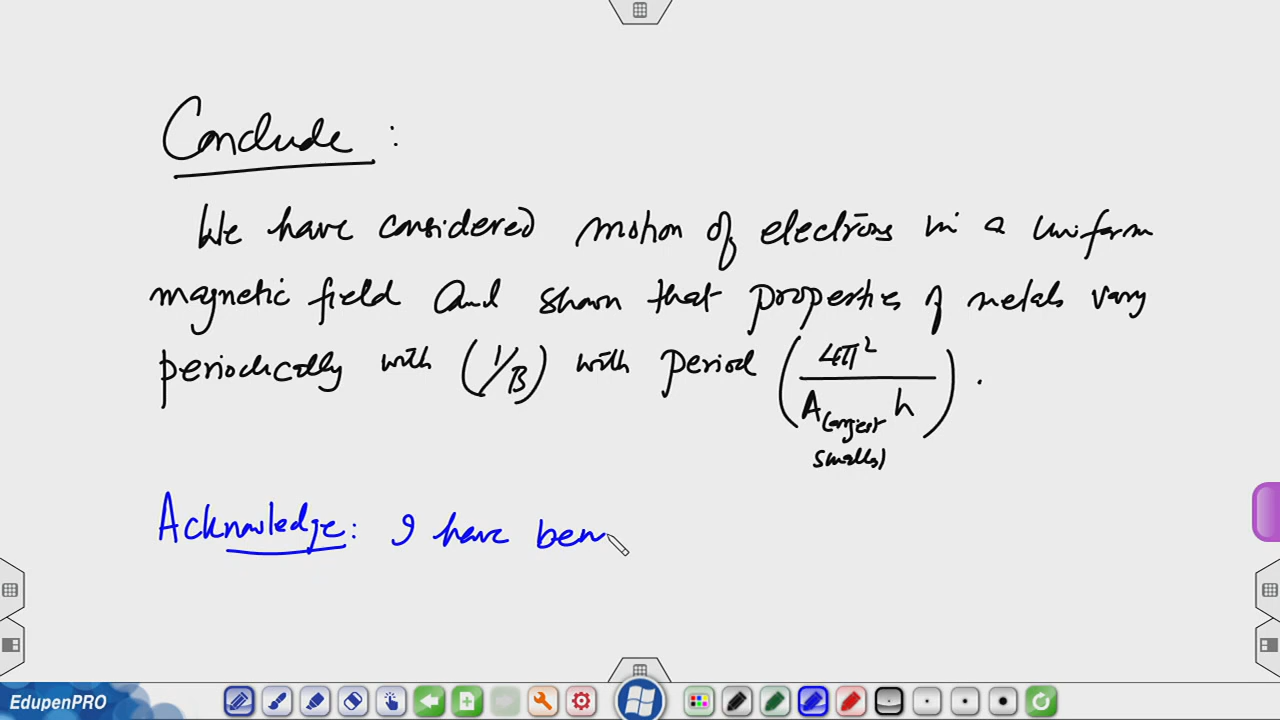 Conclude :
We have considered motion of electrons in a uniform
magnetic field and shown that properties of metals vary
periodically with (1/B) with period (4π² / A largest h) .
smallest
Acknowledge: I have ben
EdupenPRO